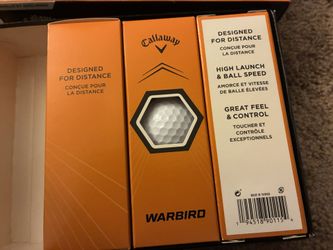 DESIGNED
FOR DISTANCE
CONÇUE POUR
LA DISTANCE
Callaway
WARBIRD
DESIGNED
FOR DISTANCE
CONÇUE POUR
LA DISTANCE
HIGH LAUNCH
& BALL SPEED
AMORCE ET VITESSE
DE BALLE ÉLEVÉES
GREAT FEEL
& CONTROL
TOUCHER ET
CONTRÔLE
EXCEPTIONNELS